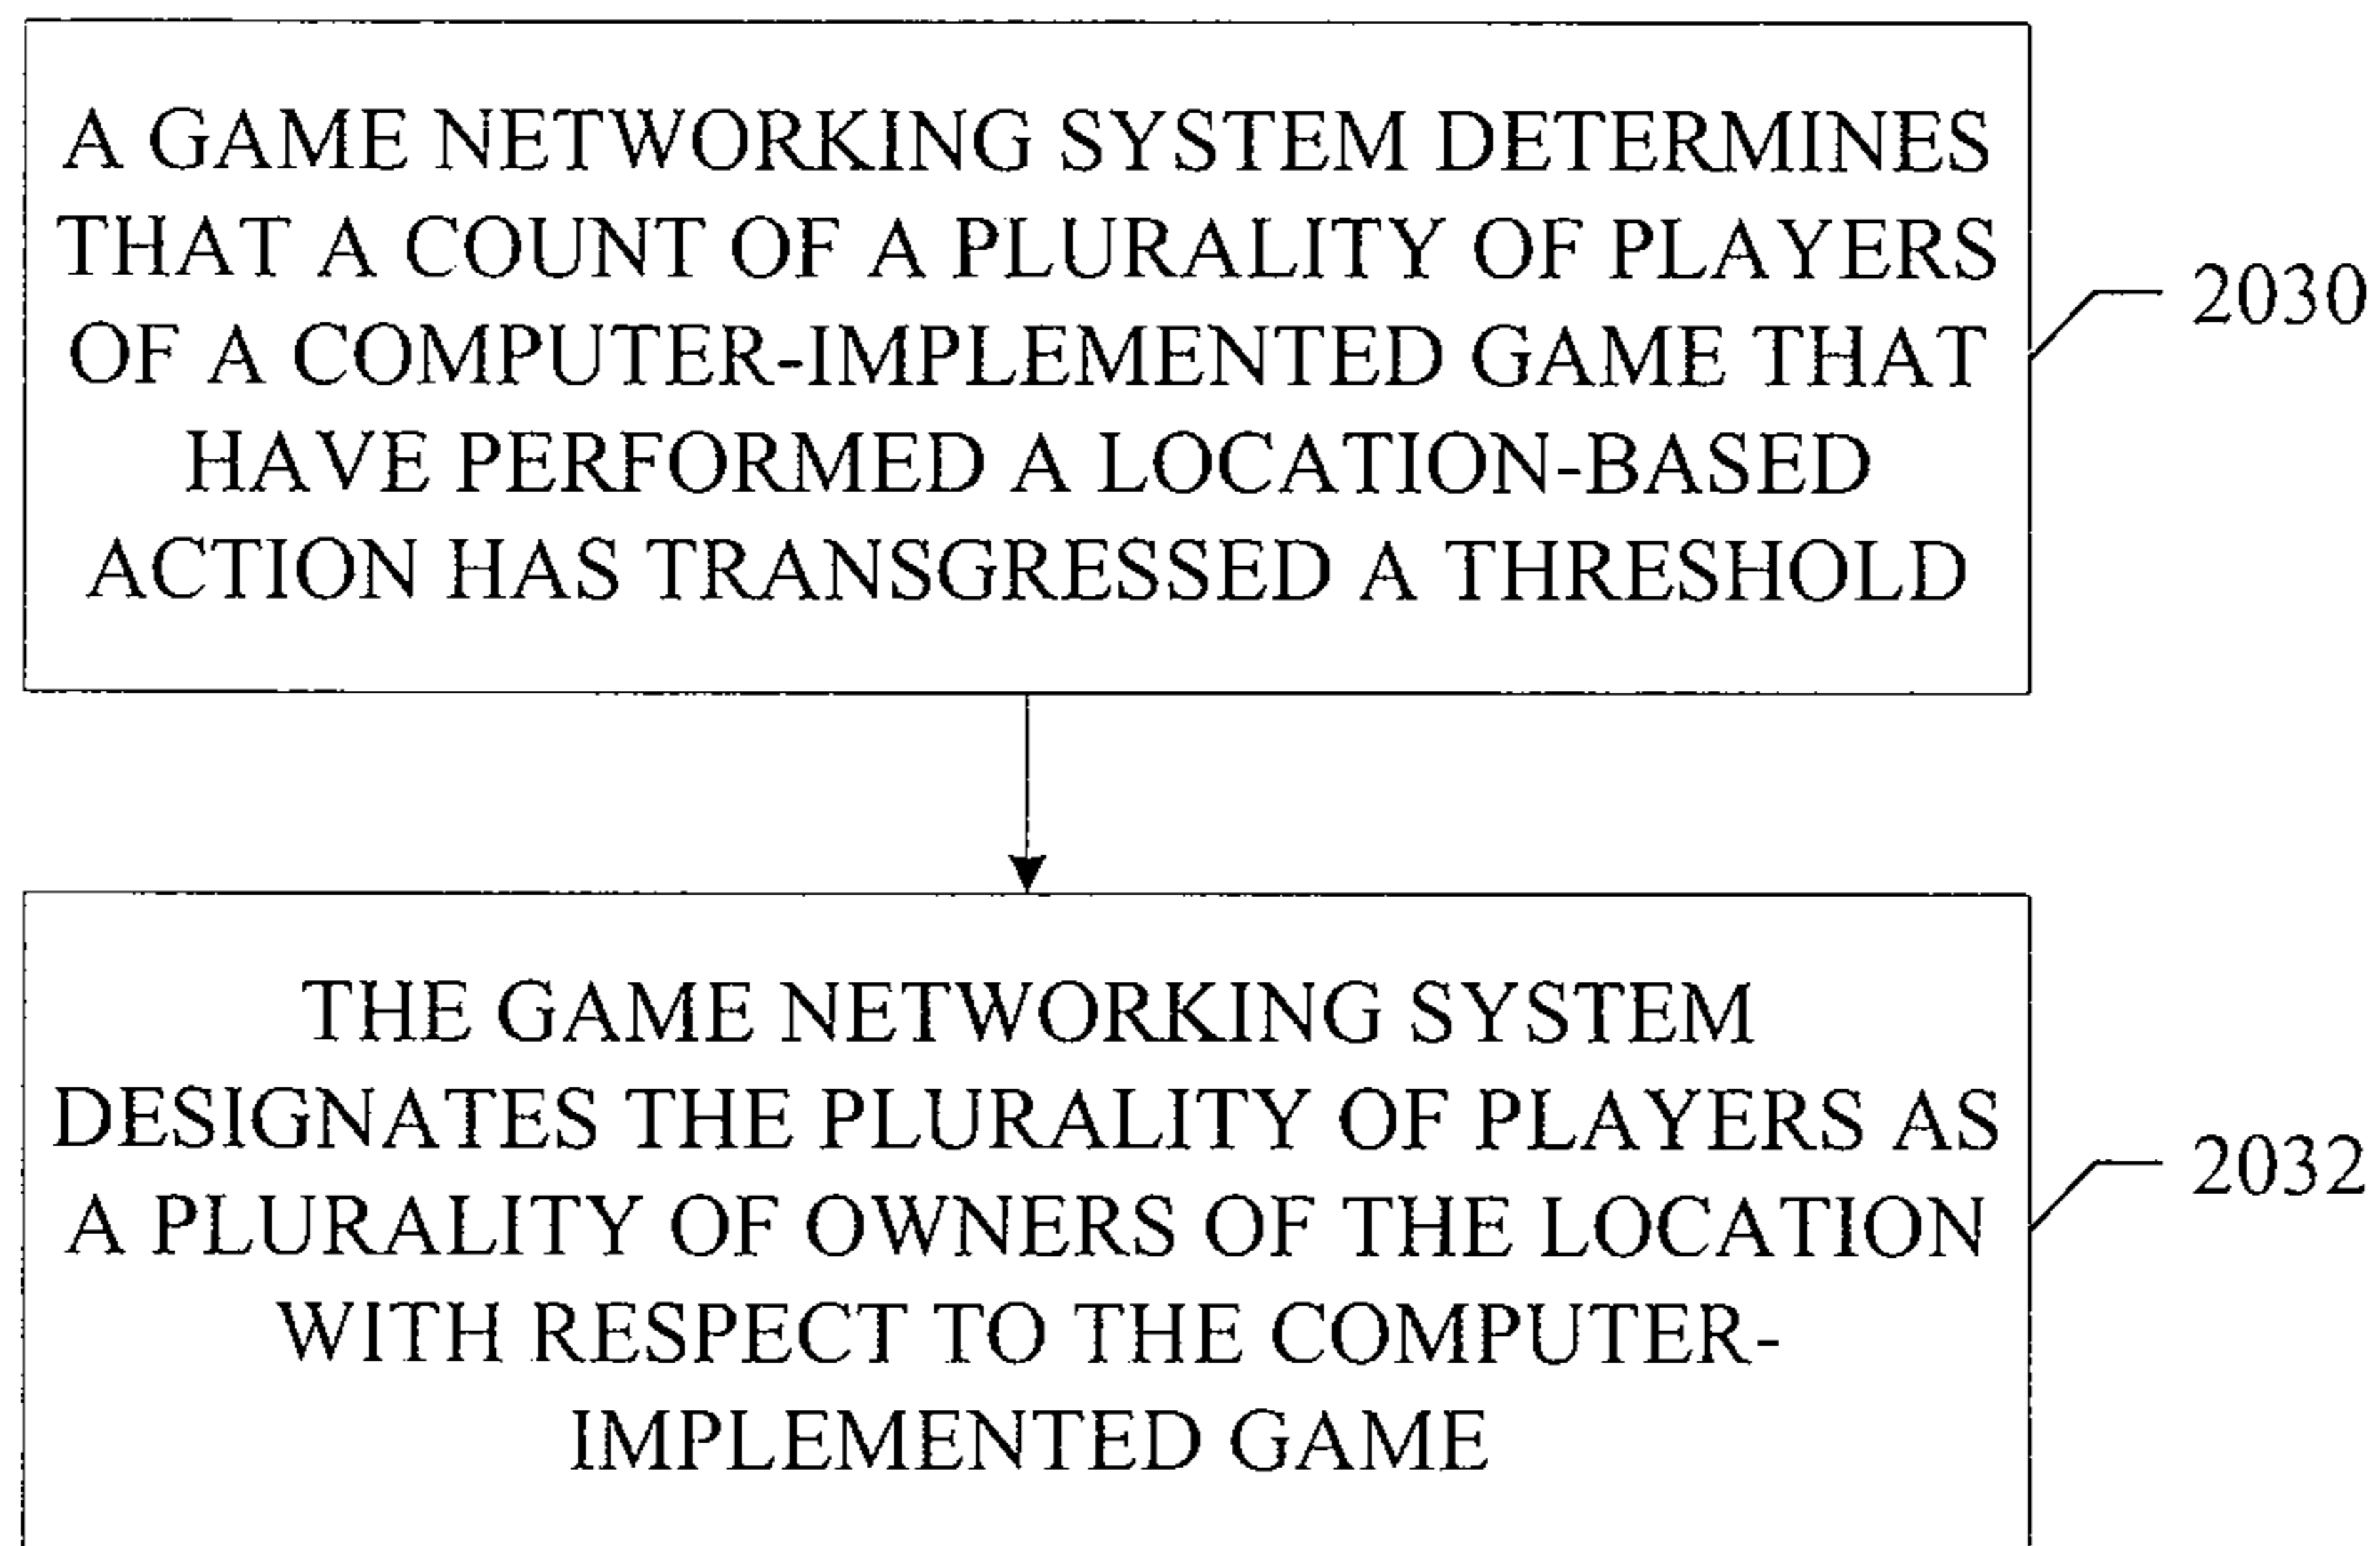 A GAME NETWORKING SYSTEM DETERMINES
THAT A COUNT OF A PLURALITY OF PLAYERS
OF A COMPUTER-IMPLEMENTED GAME THAT
HAVE PERFORMED A LOCATION-BASED
ACTION HAS TRANSGRESSED A THRESHOLD
2030
THE GAME NETWORKING SYSTEM
DESIGNATES THE PLURALITY OF PLAYERS AS
A PLURALITY OF OWNERS OF THE LOCATION
WITH RESPECT TO THE COMPUTER-
IMPLEMENTED GAME
2032